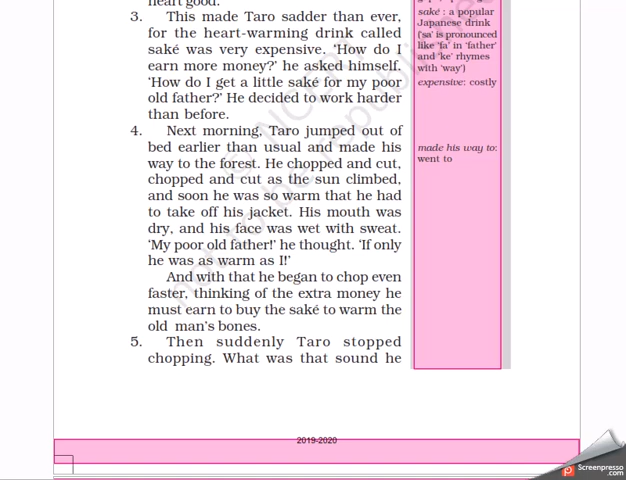 heart good.
3. This made Taro sadder than ever,
for the heart-warming drink called
saké was very expensive. ‘How do I
earn more money?’ he asked himself.
‘How do I get a little saké for my poor
old father?’ He decided to work harder
than before.
4. Next morning, Taro jumped out of
bed earlier than usual and made his
way to the forest. He chopped and cut,
chopped and cut as the sun climbed,
and soon he was so warm that he had
to take off his jacket. His mouth was
dry, and his face was wet with sweat.
‘My poor old father!’ he thought. ‘If only
he was as warm as I!’
And with that he began to chop even
faster, thinking of the extra money he
must earn to buy the saké to warm the
old man’s bones.
5. Then suddenly Taro stopped
chopping. What was that sound he
saké : a popular
Japanese drink
(‘sa’ is pronounced
like ‘fa’ in ‘father’
and ‘ke’ rhymes
with ‘way’)
expensive: costly
made his way to:
went to
© NCERT
not to be republished
2019-2020
Screenpresso
.com